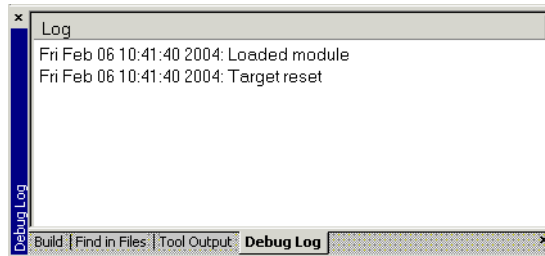 Log
Fri Feb 06 10:41:40 2004: Loaded module
Fri Feb 06 10:41:40 2004: Target reset
Debug Log
Build Find in Files Tool Output Debug Log